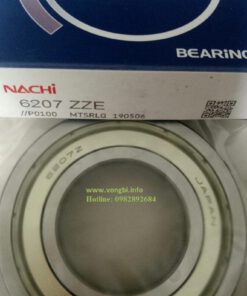 BEARING
NACHI
6207 ZZE
//P0100 MTSRLG 190506
www.vongbi.info
Hotline: 0982892684
6207Z
JAPAN